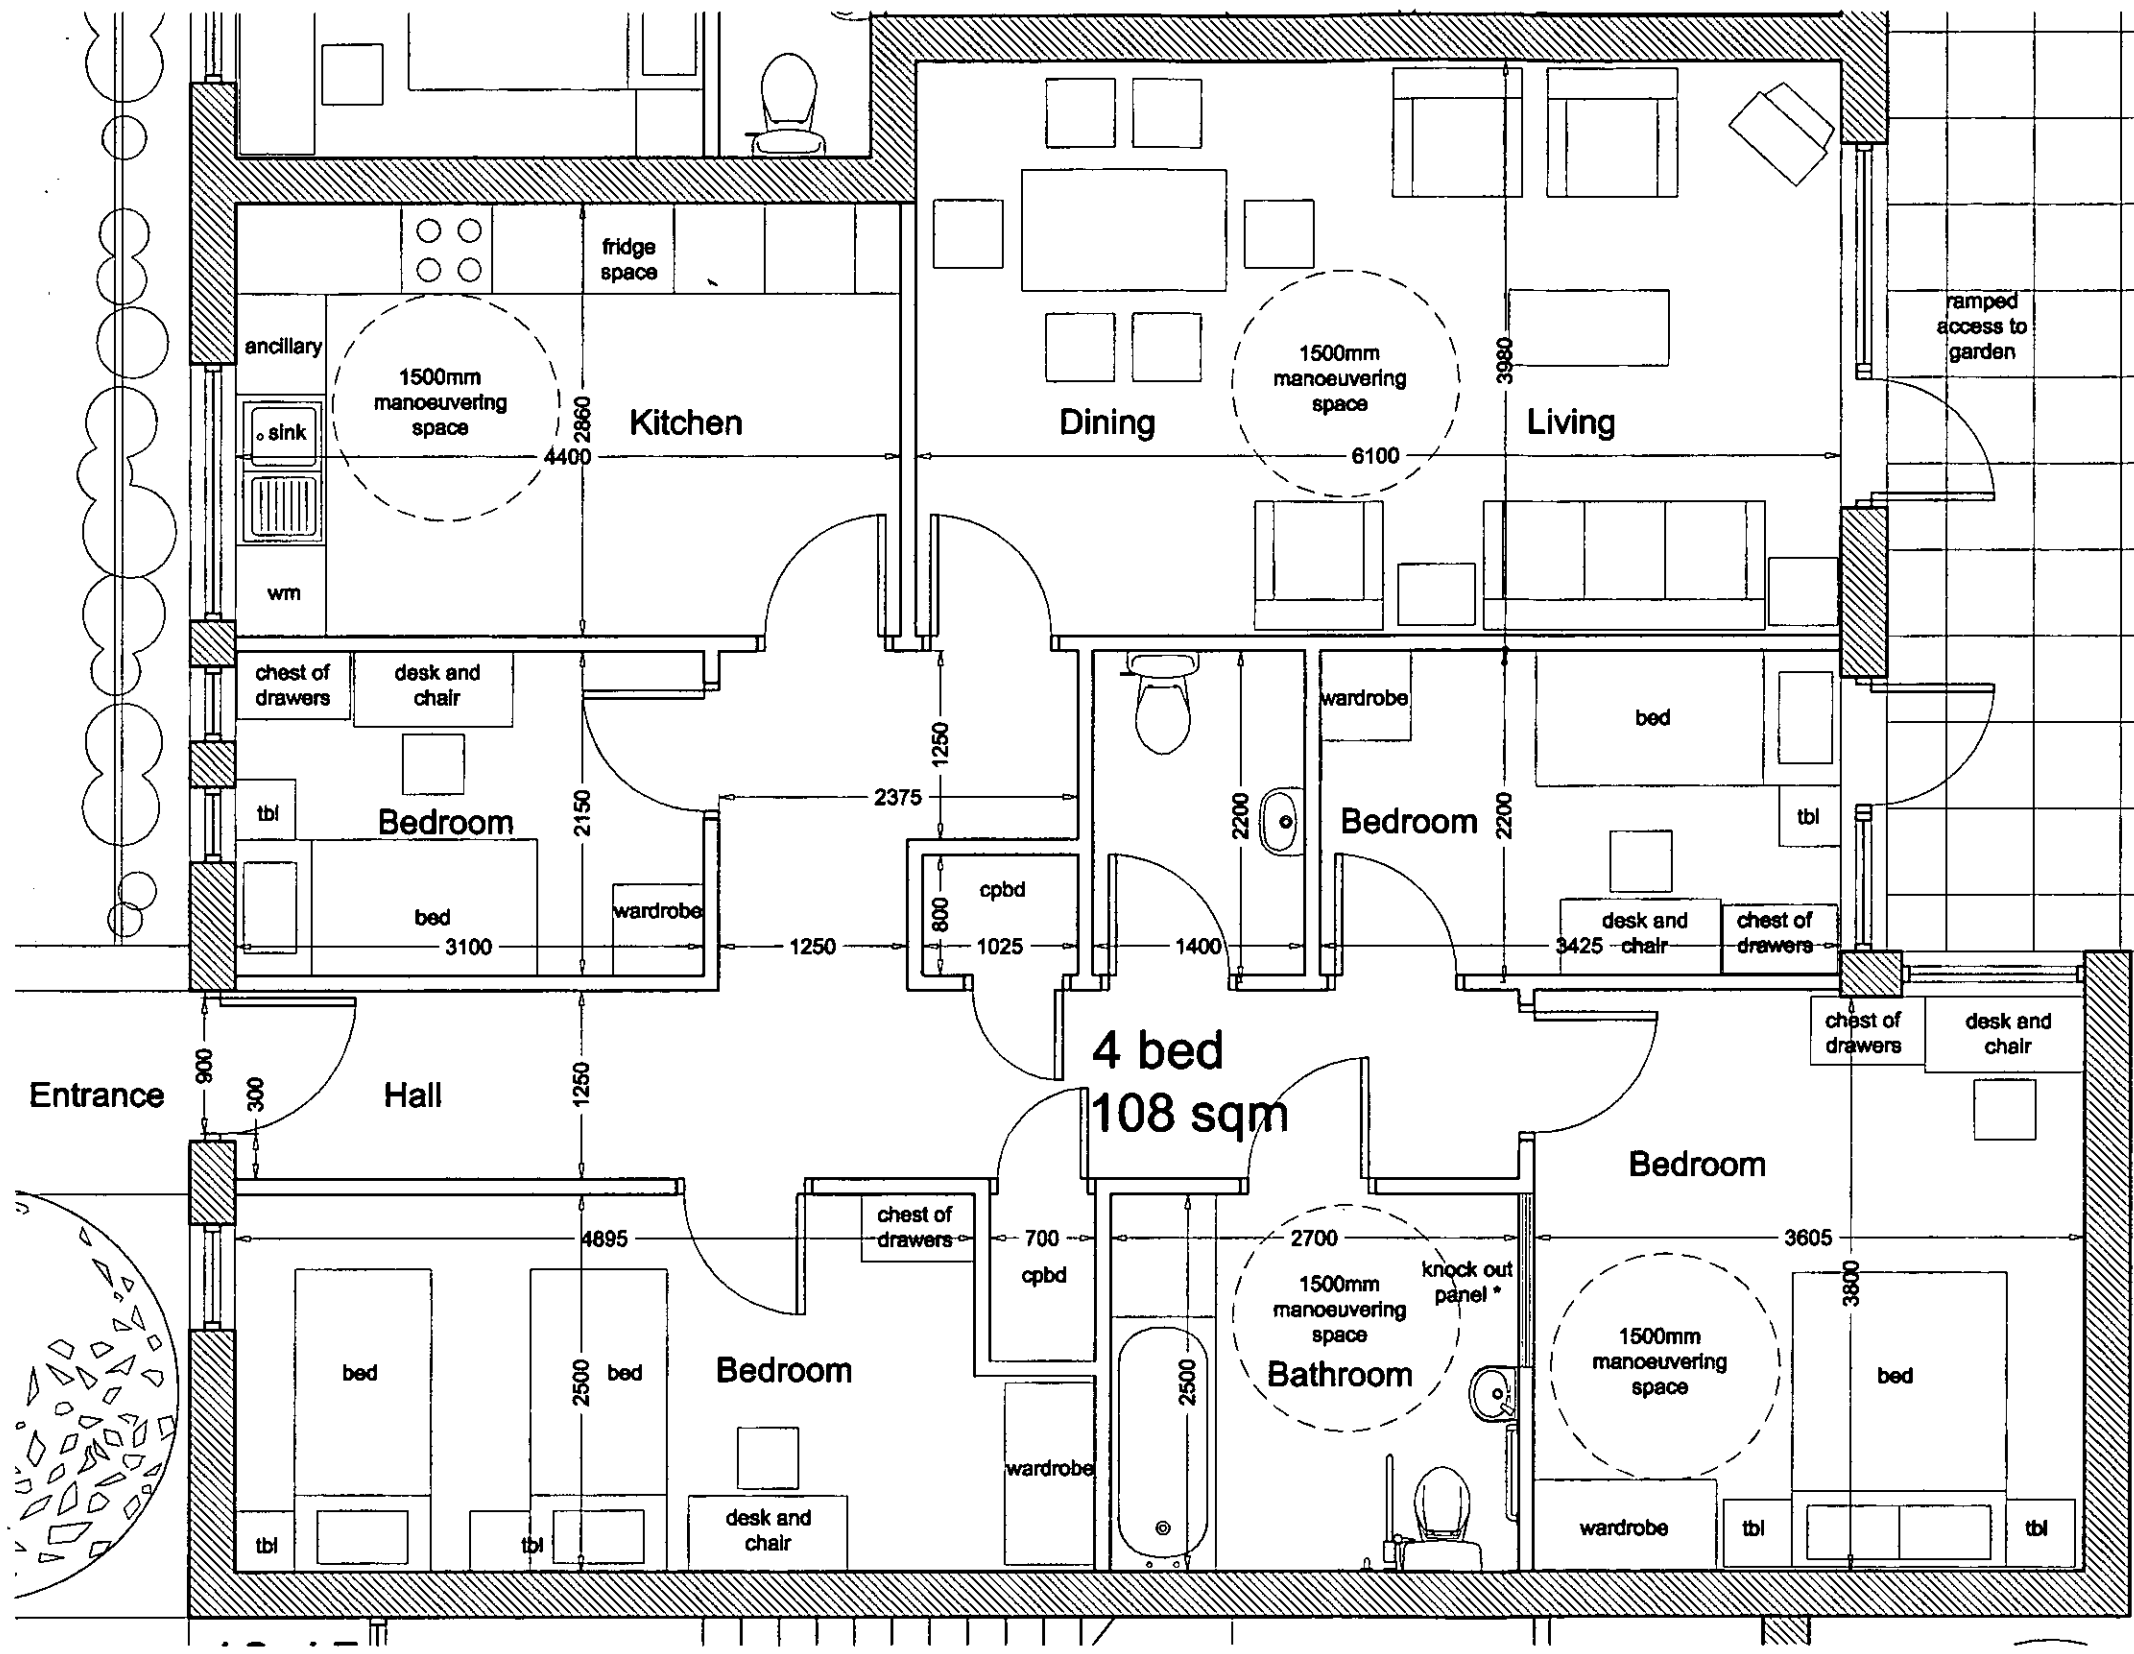 fridge
space
ancillary
1500mm
manoeuvering
space
sink
2860
Kitchen
4400
wm
1500mm
manoeuvering
space
3980
Dining
Living
6100
ramped
access to
garden
chest of
drawers
desk and
chair
tbl
Bedroom
2150
bed
wardrobe
3100
1250
2375
1250
800
cpbd
1025
2200
1400
wardrobe
bed
Bedroom
2200
tbl
desk and
chair
chest of
drawers
3425
Entrance
900
300
Hall
1250
4 bed
108 sqm
chest of
drawers
desk and
chair
Bedroom
3800
3605
4895
chest of
drawers
700
cpbd
bed
bed
2500
Bedroom
wardrobe
desk and
chair
tbl
tbl
2700
1500mm
manoeuvering
space
knock out
panel *
Bathroom
2500
1500mm
manoeuvering
space
bed
wardrobe
tbl
tbl